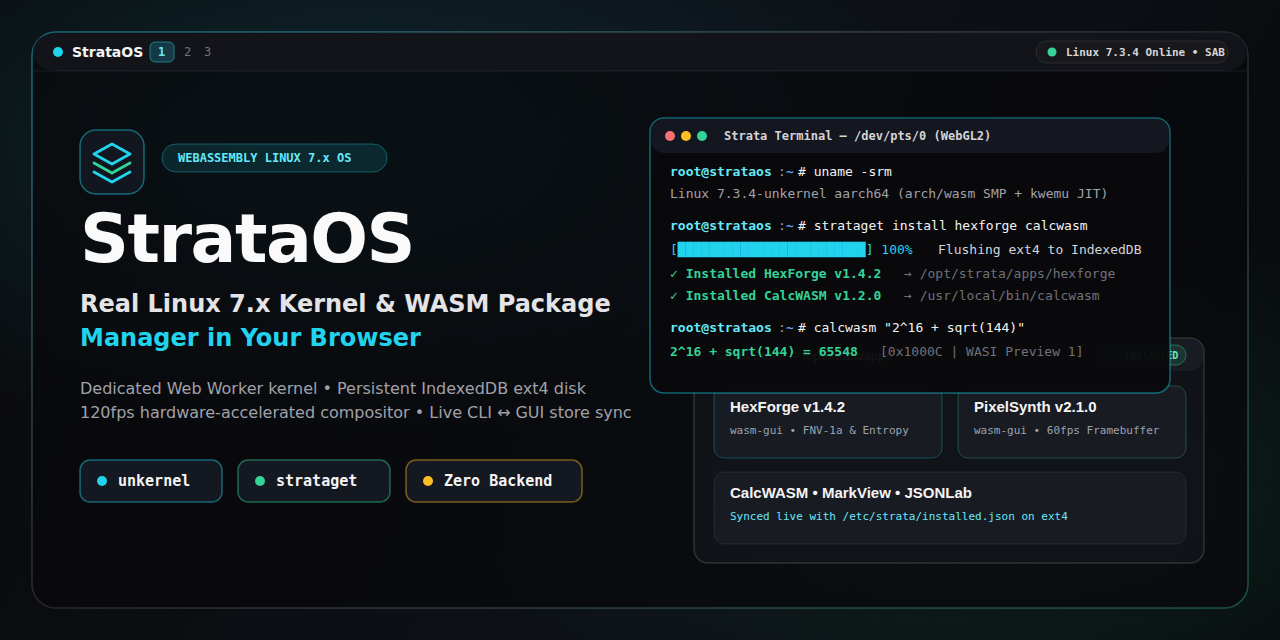 StrataOS 1 2 3
Linux 7.3.4 Online • SAB
WEBASSEMBLY LINUX 7.x OS
StrataOS
Real Linux 7.x Kernel & WASM Package
Manager in Your Browser
Dedicated Web Worker kernel • Persistent IndexedDB ext4 disk
120fps hardware-accelerated compositor • Live CLI ↔ GUI store sync
unkernel
strataget
Zero Backend
Strata Terminal — /dev/pts/0 (WebGL2)
root@strataos :~ # uname -srm
Linux 7.3.4-unkernel aarch64 (arch/wasm SMP + kwemu JIT)
root@strataos :~ # strataget install hexforge calcwasm
[████████████████████████] 100% Flushing ext4 to IndexedDB
✓ Installed HexForge v1.4.2 → /opt/strata/apps/hexforge
✓ Installed CalcWASM v1.2.0 → /usr/local/bin/calcwasm
root@strataos :~ # calcwasm "2^16 + sqrt(144)"
2^16 + sqrt(144) = 65548 [0x1000C | WASI Preview 1]
INSTALLED
HexForge v1.4.2
wasm-gui • FNV-1a & Entropy
PixelSynth v2.1.0
wasm-gui • 60fps Framebuffer
CalcWASM • MarkView • JSONLab
Synced live with /etc/strata/installed.json on ext4